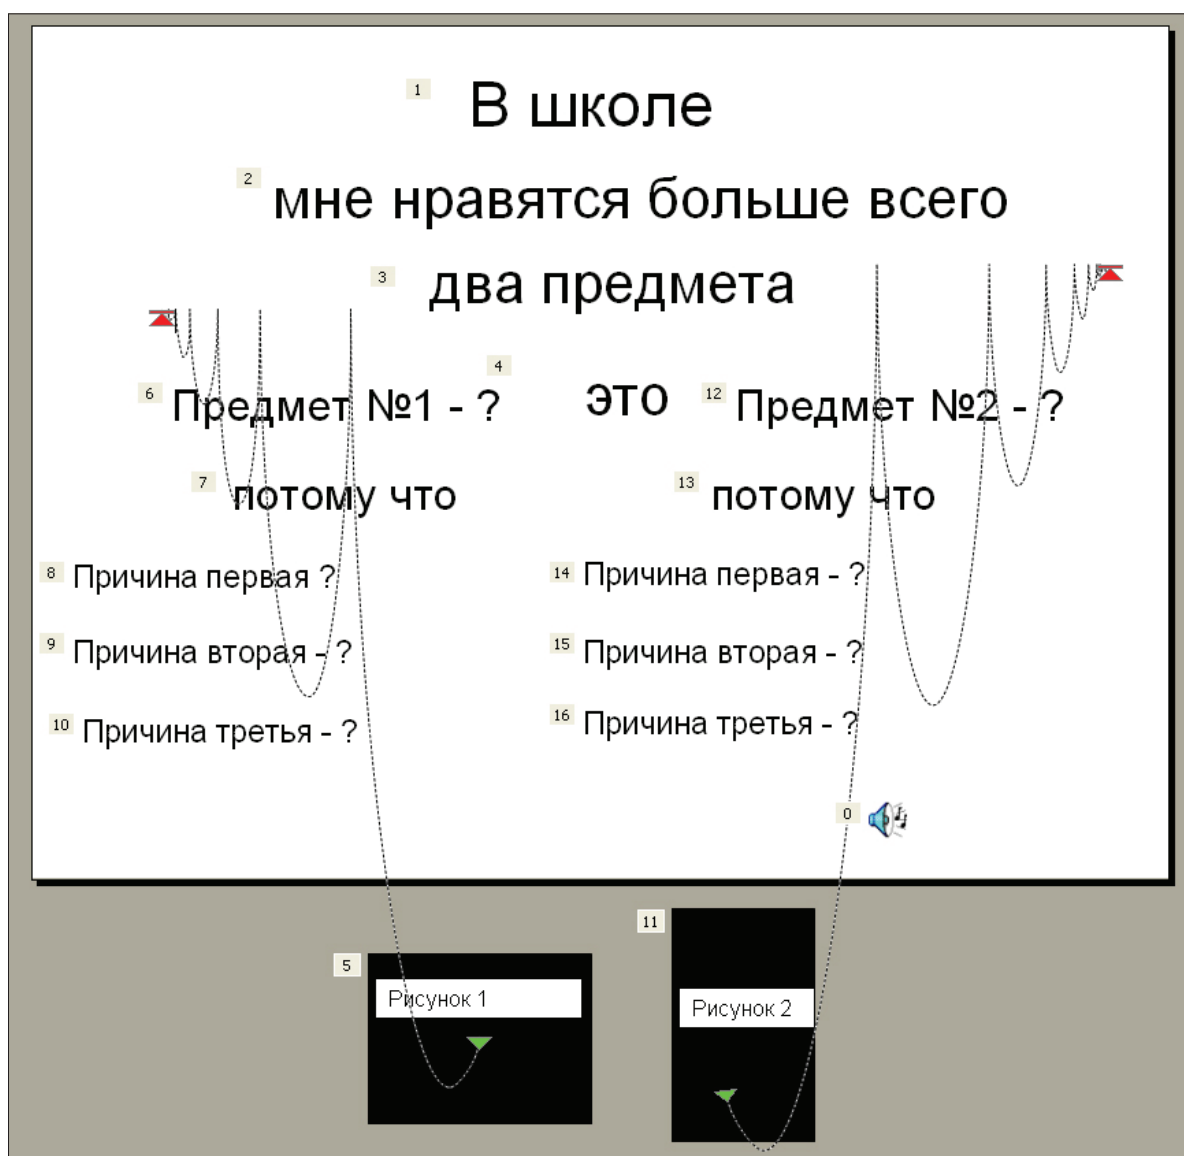 1 В школе
2 мне нравятся больше всего
3 два предмета
4
6 Предмет №1 - ? это 12 Предмет №2 - ?
7 потому что 13 потому что
8 Причина первая ? 14 Причина первая - ?
9 Причина вторая - ? 15 Причина вторая - ?
10 Причина третья - ? 16 Причина третья - ?
0
11
5
Рисунок 1 Рисунок 2